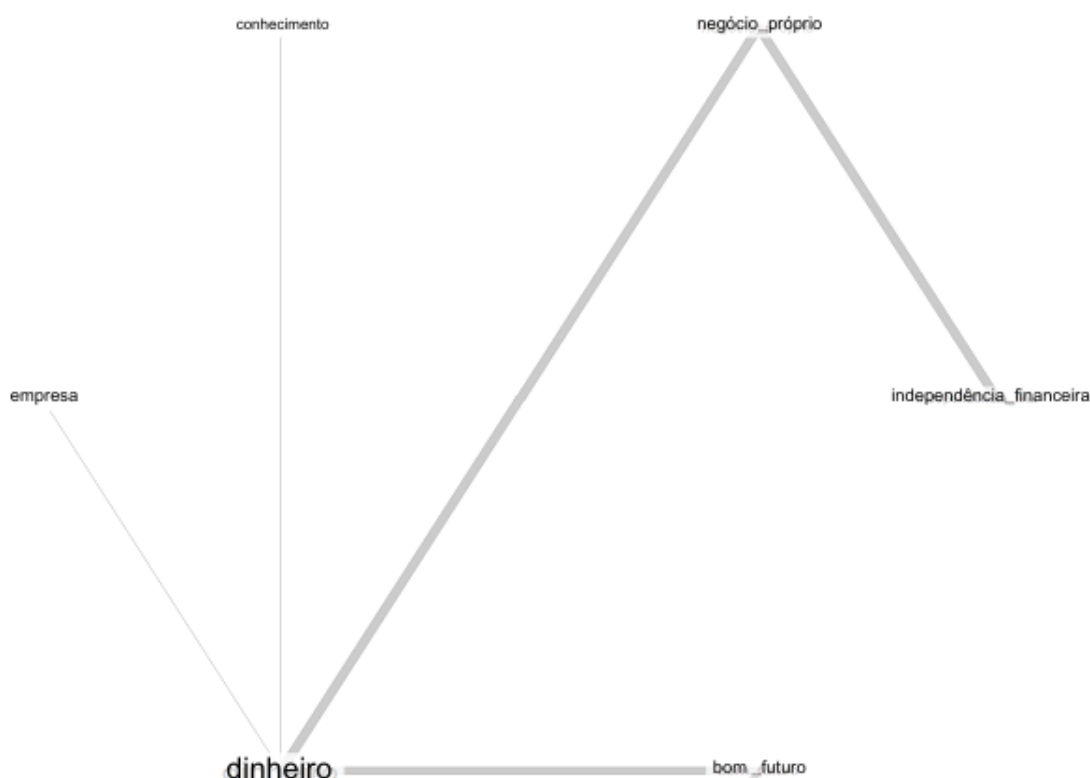 conhecimento
negócio_próprio
empresa
independência_financeira
dinheiro
bom_futuro